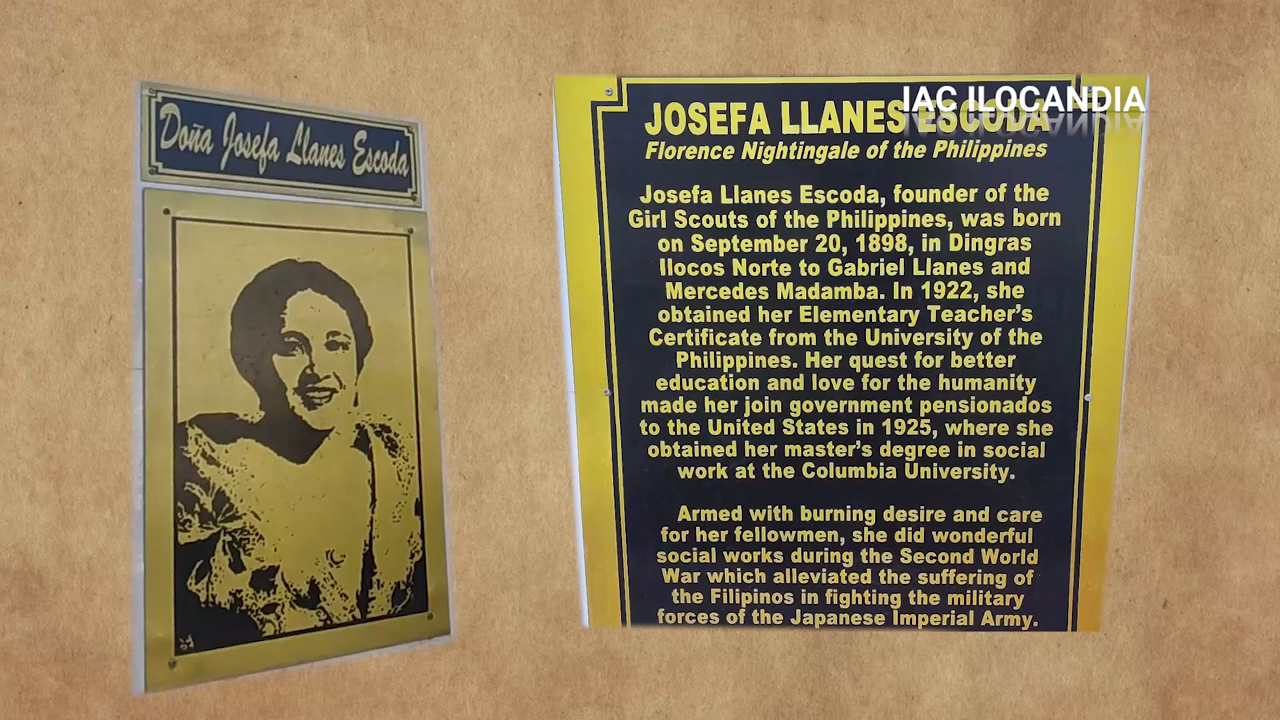 Doña Josefa Llanes Escoda
IAC ILOCANDIA
JOSEFA LLANES ESCODA
Florence Nightingale of the Philippines
Josefa Llanes Escoda, founder of the
Girl Scouts of the Philippines, was born
on September 20, 1898, in Dingras
Ilocos Norte to Gabriel Llanes and
Mercedes Madamba. In 1922, she
obtained her Elementary Teacher's
Certificate from the University of the
Philippines. Her quest for better
education and love for the humanity
made her join government pensionados
to the United States in 1925, where she
obtained her master's degree in social
work at the Columbia University.
Armed with burning desire and care
for her fellowmen, she did wonderful
social works during the Second World
War which alleviated the suffering of
the Filipinos in fighting the military
forces of the Japanese Imperial Army.